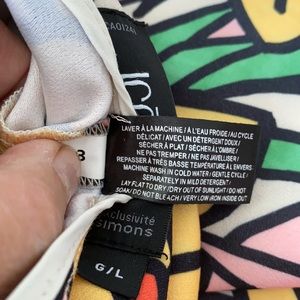 CA0124
LAVER À LA MACHINE / À L'EAU FROIDE / AU CYCLE
DÉLICAT / AVEC UN DÉTERGENT DOUX /
SÉCHER À PLAT / SÉCHER À L'OMBRE /
NE PAS TREMPER / NE PAS JAVELLISER /
REPASSER À TRÈS BASSE TEMPÉRATURE À L'ENVERS
MACHINE WASH IN COLD WATER / GENTLE CYCLE /
SEPARATELY IN MILD DETERGENT
LAY FLAT TO DRY / DRY OUT OF SUNLIGHT / DO NOT
SOAK / DO NOT BLEACH / VERY LOW IRON INSIDE OUT
exclusivité
simons
G/L